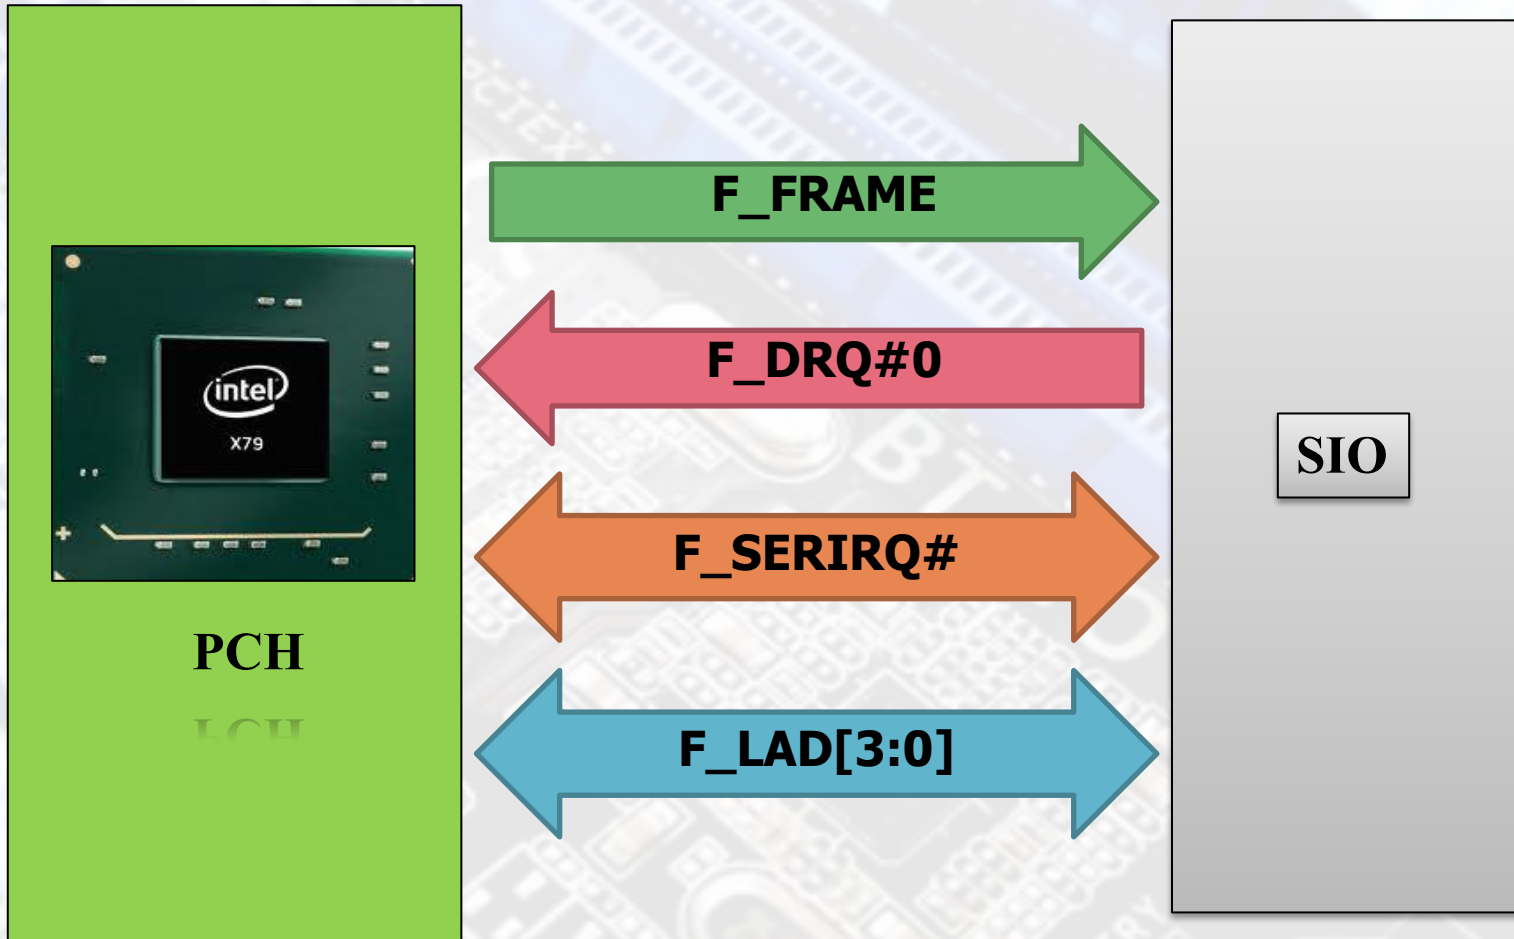 F_FRAME
intel
X79
F_DRQ#0
SIO
F_SERIRQ#
PCH
F_LAD[3:0]